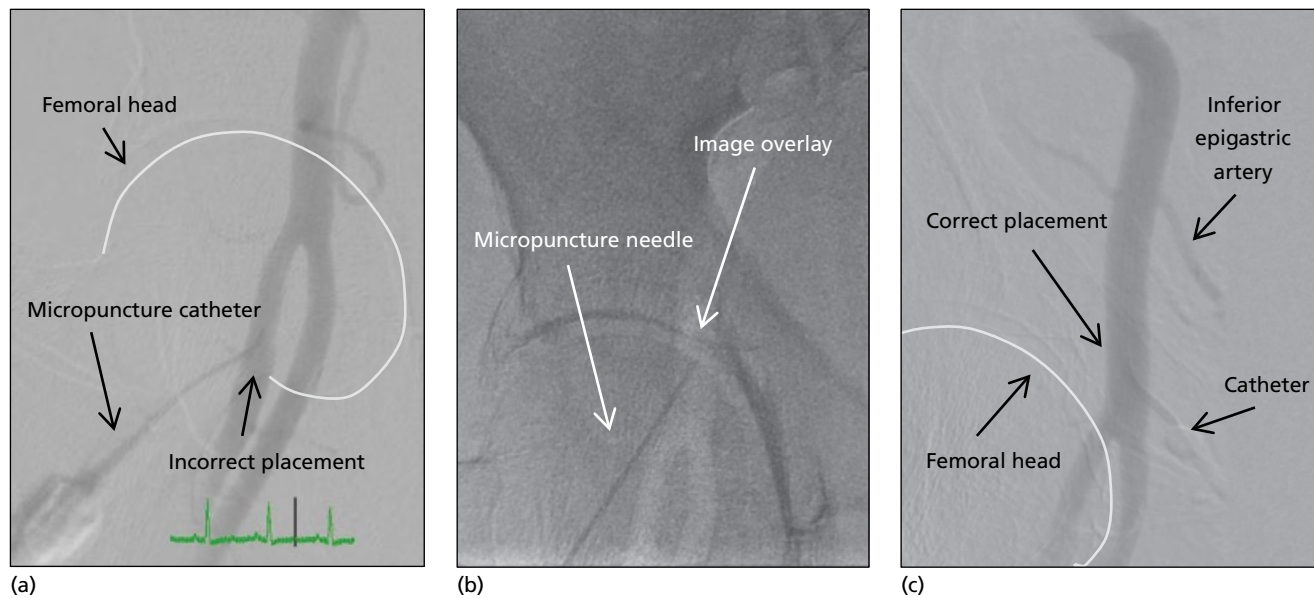 Femoral head
Micropuncture catheter
Incorrect placement
(a)
Image overlay
Micropuncture needle
(b)
Inferior
epigastric
artery
Correct placement
Catheter
Femoral head
(c)